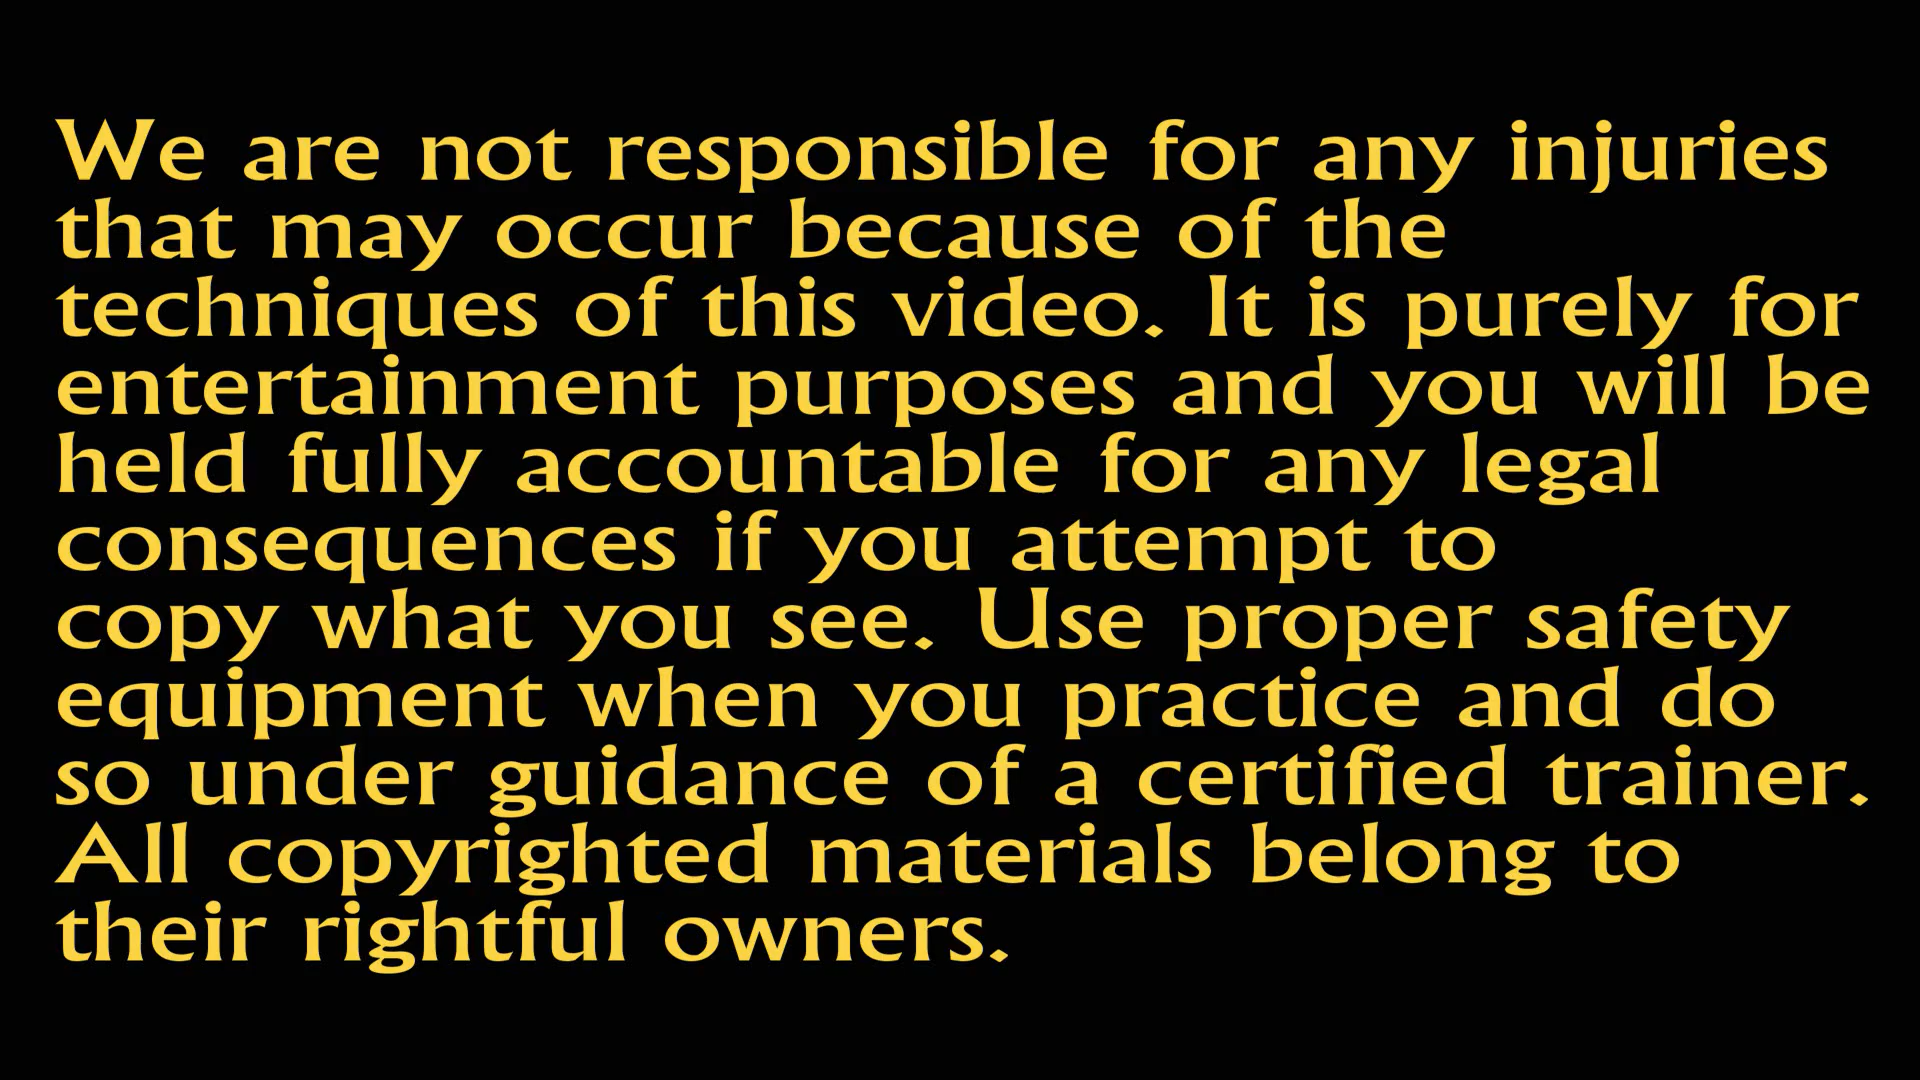 We are not responsible for any injuries
that may occur because of the
techniques of this video. It is purely for
entertainment purposes and you will be
held fully accountable for any legal
consequences if you attempt to
copy what you see. Use proper safety
equipment when you practice and do
so under guidance of a certified trainer.
All copyrighted materials belong to
their rightful owners.